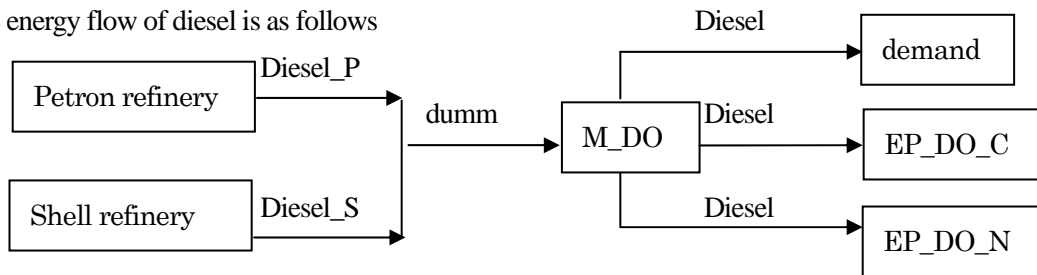 energy flow of diesel is as follows
Diesel
demand
Diesel_P
Petron refinery
dumm
M_DO
Diesel
EP_DO_C
Shell refinery
Diesel_S
Diesel
EP_DO_N